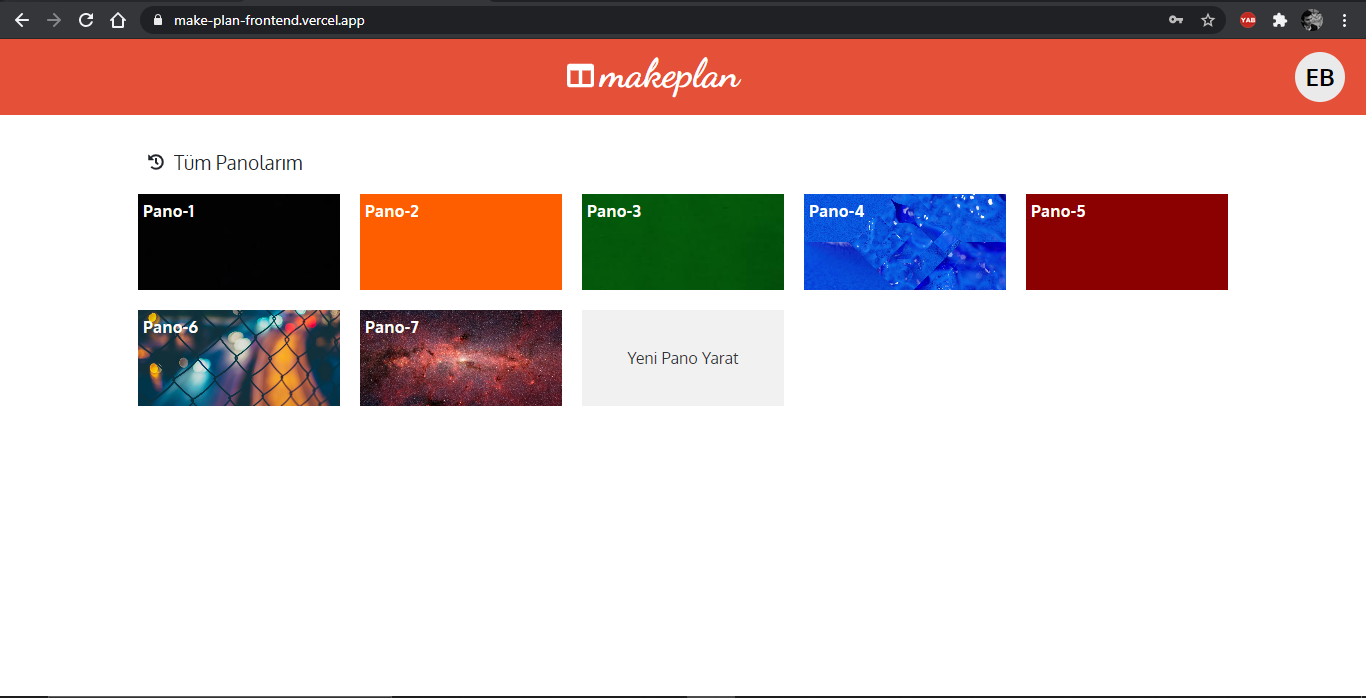 make-plan-frontend.vercel.app
YAB
makeplan
EB
Tüm Panolarım
Pano-1
Pano-2
Pano-3
Pano-4
Pano-5
Pano-6
Pano-7
Yeni Pano Yarat